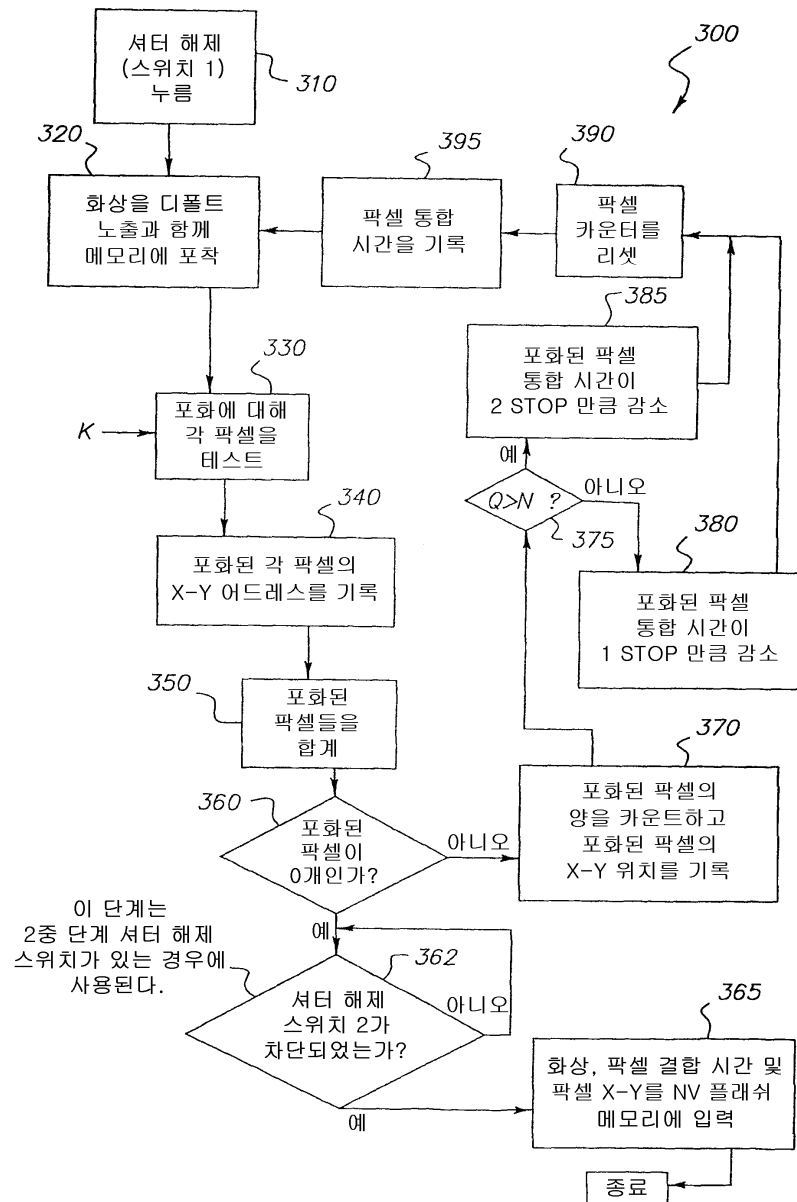 셔터 해제
(스위치 1)
누름
310
300
320
화상을 디폴트
노출과 함께
메모리에 포착
395
팍셀 통합
시간을 기록
390
팍셀
카운터를
리셋
385
포화된 팍셀
통합 시간이
2 STOP 만큼 감소
330
K
포화에 대해
각 팍셀을
테스트
예
Q>N ?
아니오
375
340
포화된 각 팍셀의
X-Y 어드레스를 기록
380
포화된 팍셀
통합 시간이
1 STOP 만큼 감소
350
포화된
팍셀들을
합계
370
포화된 팍셀의
양을 카운트하고
포화된 팍셀의
X-Y 위치를 기록
360
포화된
팍셀이
0개인가?
아니오
예
이 단계는
2중 단계 셔터 해제
스위치가 있는 경우에
사용된다.
362
셔터 해제
스위치 2가
차단되었는가?
아니오
예
365
화상, 팍셀 결합 시간 및
팍셀 X-Y를 NV 플래쉬
메모리에 입력
종료